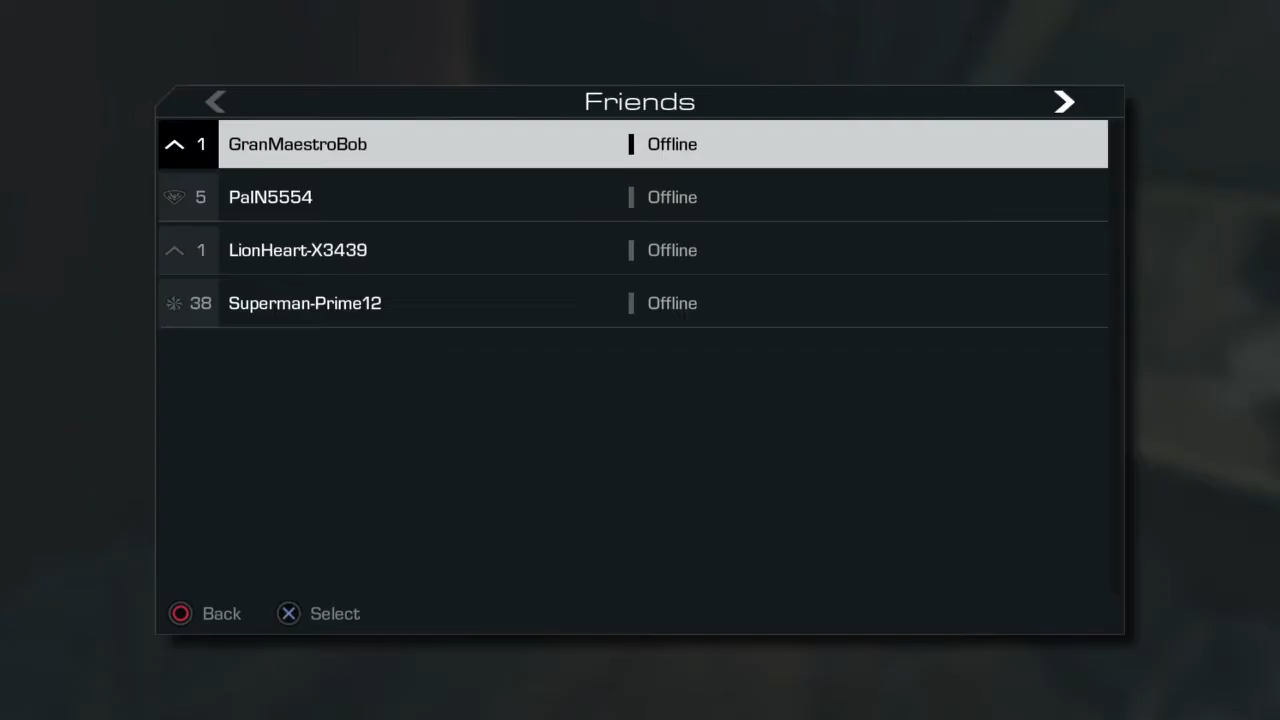 Friends
1 GranMaestroBob Offline
5 PalN5554 Offline
1 LionHeart-X3439 Offline
38 Superman-Prime12 Offline
Back Select